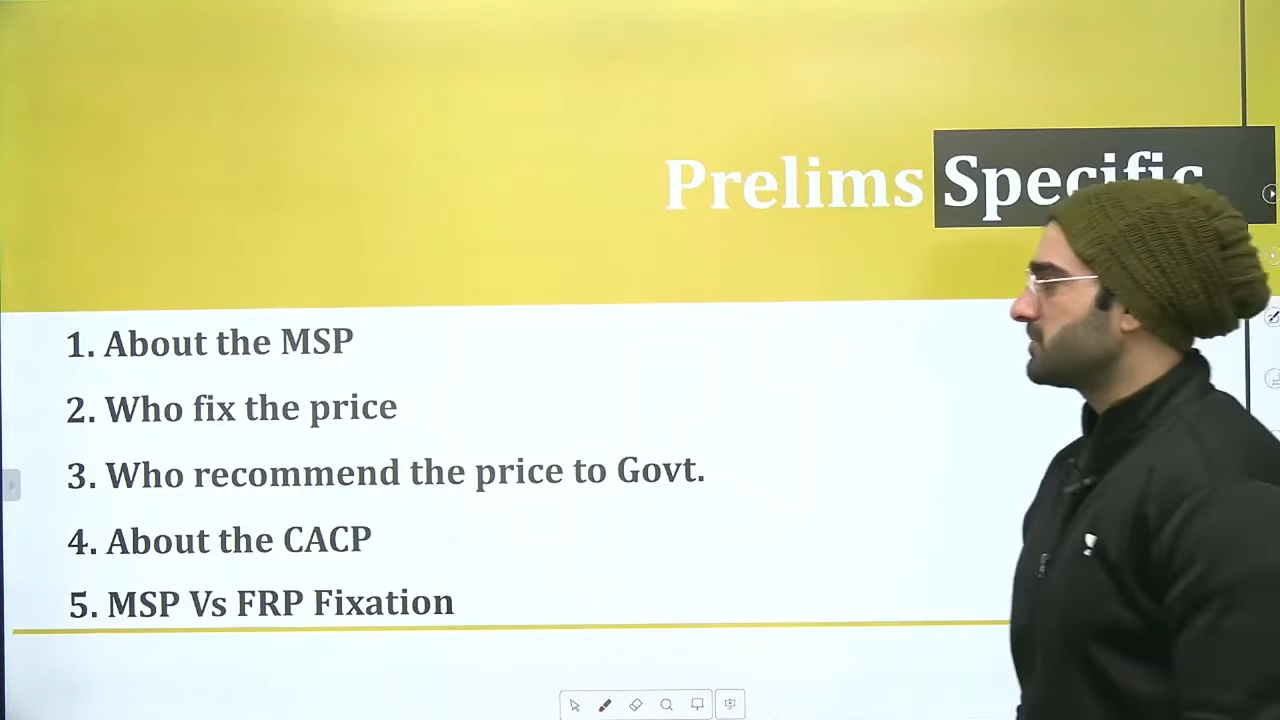 Prelims Specific
1. About the MSP
2. Who fix the price
3. Who recommend the price to Govt.
4. About the CACP
5. MSP Vs FRP Fixation